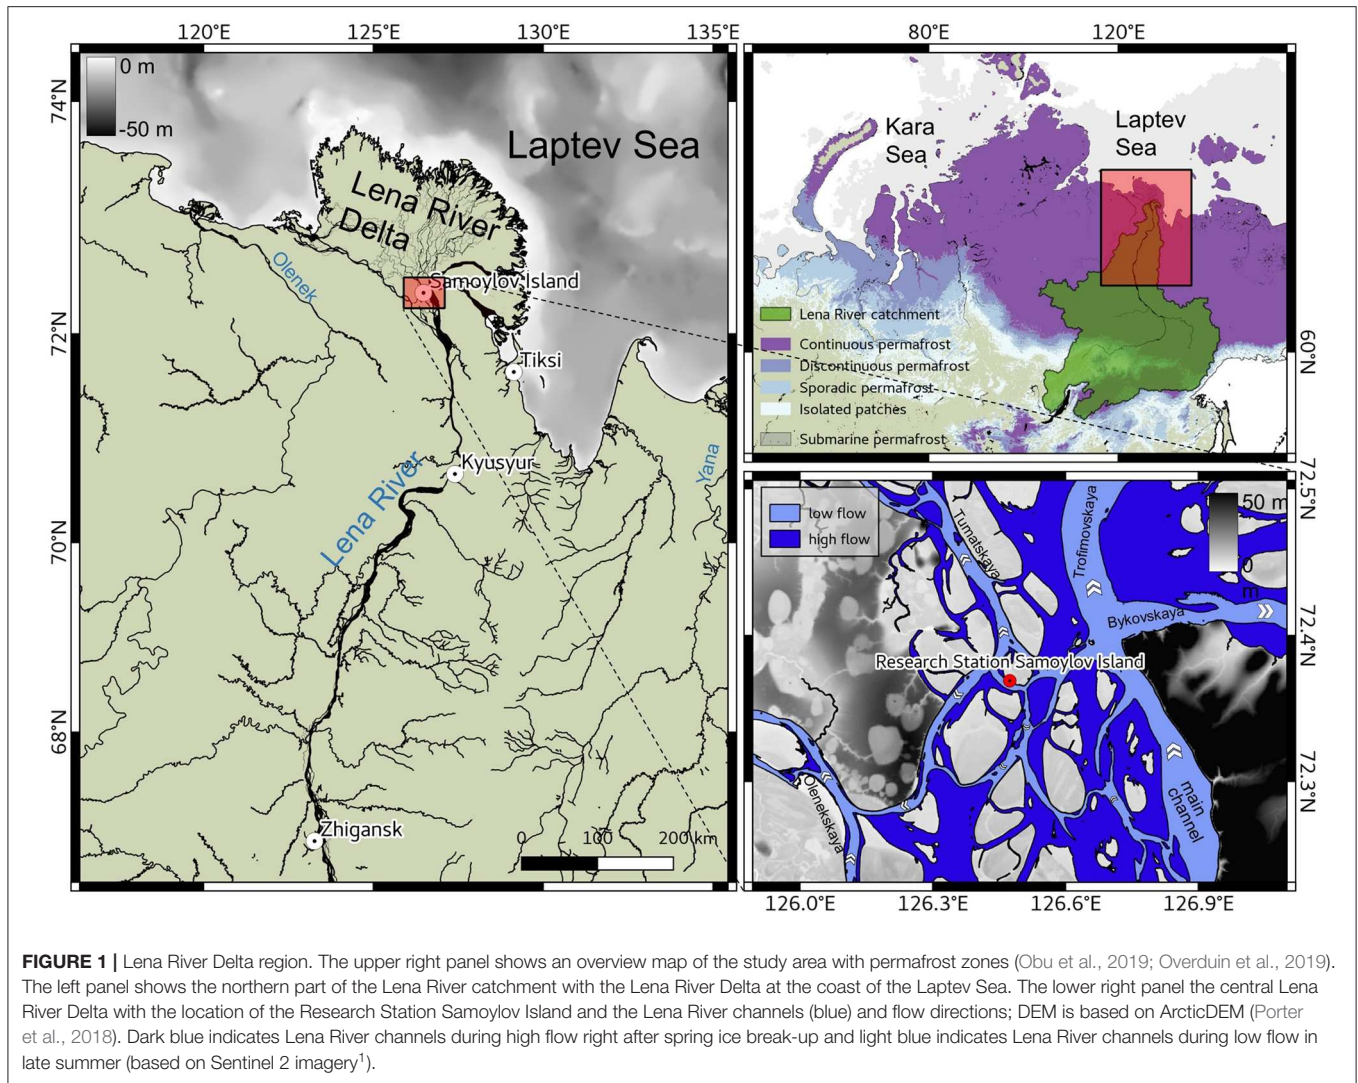 120°E 125°E 130°E 135°E
74°N
72°N
70°N
68°N
0 m
-50 m
Laptev Sea
Lena River
Delta
Olenek
Samoylov Island
Tiksi
Kyusyur
Lena River
Yana
Zhigansk
0 100 200 km
80°E 120°E
60°N
Kara
Sea
Laptev
Sea
Lena River catchment
Continuous permafrost
Discontinuous permafrost
Sporadic permafrost
Isolated patches
Submarine permafrost
72.5°N
72.4°N
72.3°N
low flow
high flow
50 m
0
m
Tumatskaya
Trofimovskaya
Bykovskaya
Research Station Samoylov Island
Olenekskaya
main
channel
126.0°E 126.3°E 126.6°E 126.9°E
FIGURE 1 | Lena River Delta region. The upper right panel shows an overview map of the study area with permafrost zones (Obu et al., 2019; Overduin et al., 2019).
The left panel shows the northern part of the Lena River catchment with the Lena River Delta at the coast of the Laptev Sea. The lower right panel the central Lena
River Delta with the location of the Research Station Samoylov Island and the Lena River channels (blue) and flow directions; DEM is based on ArcticDEM (Porter
et al., 2018). Dark blue indicates Lena River channels during high flow right after spring ice break-up and light blue indicates Lena River channels during low flow in
late summer (based on Sentinel 2 imagery¹).